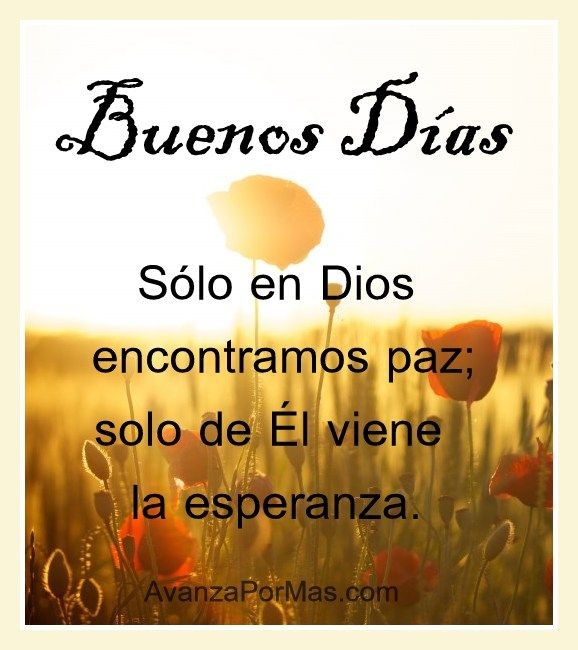 Buenos Días
Sólo en Dios
encontramos paz;
solo de Él viene
la esperanza.
AvanzaPorMas.com